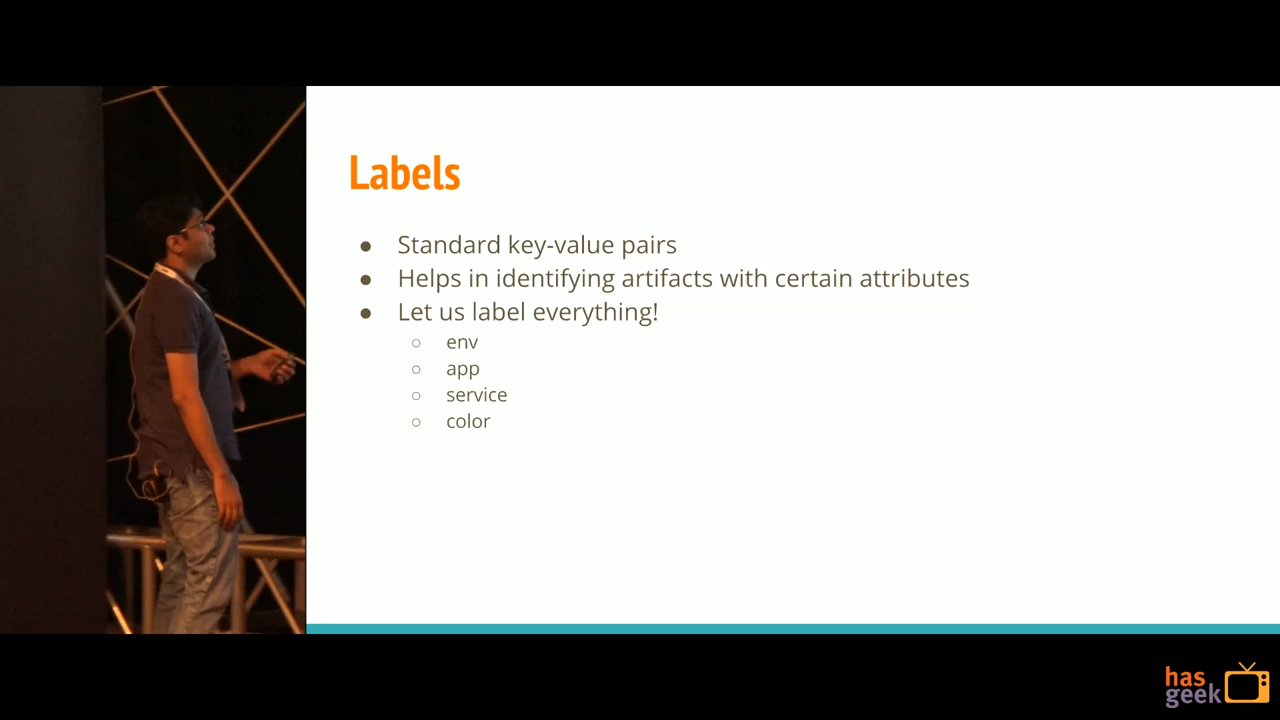 Labels
● Standard key-value pairs
● Helps in identifying artifacts with certain attributes
● Let us label everything!
○ env
○ app
○ service
○ color
has
geek